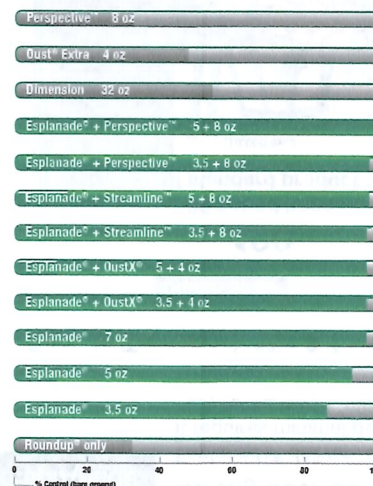 Perspective™ 8 oz
Oust® Extra 4 oz
Dimension 32 oz
Esplanade® + Perspective™ 5 + 8 oz
Esplanade® + Perspective™ 3.5 + 8 oz
Esplanade® + Streamline™ 5 + 8 oz
Esplanade® + Streamline™ 3.5 + 8 oz
Esplanade® + OustX® 5 + 4 oz
Esplanade® + OustX® 3.5 + 4 oz
Esplanade® 7 oz
Esplanade® 5 oz
Esplanade® 3.5 oz
Roundup® only
0 20 40 60 80
% Control (bare ground)